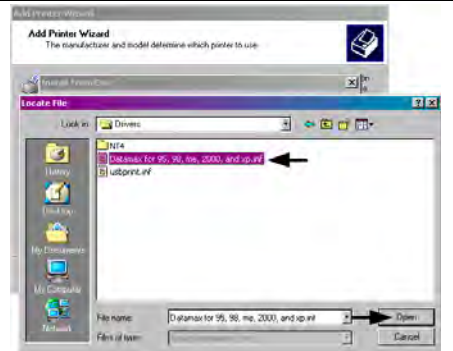 Add Printer Wizard
Add Printer Wizard
The manufacturer and model determine which printer to use.
Install From Disk
Locate File
Look in: Drivers
NT4
Datamax for 95, 98, me, 2000, and xp.inf
usbprint.inf
History
Desktop
My Documents
My Computer
Network
File name: Datamax for 95, 98, me, 2000, and xp.inf Open
Files of type: Cancel